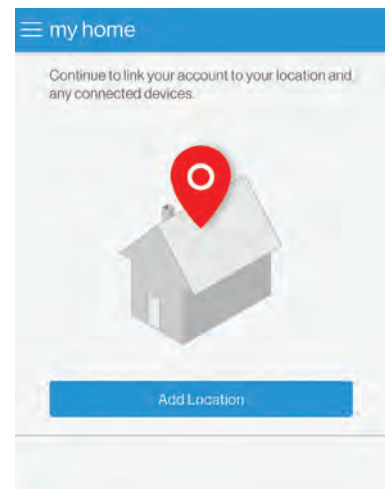 my home
Continue to link your account to your location and
any connected devices.
Add Location